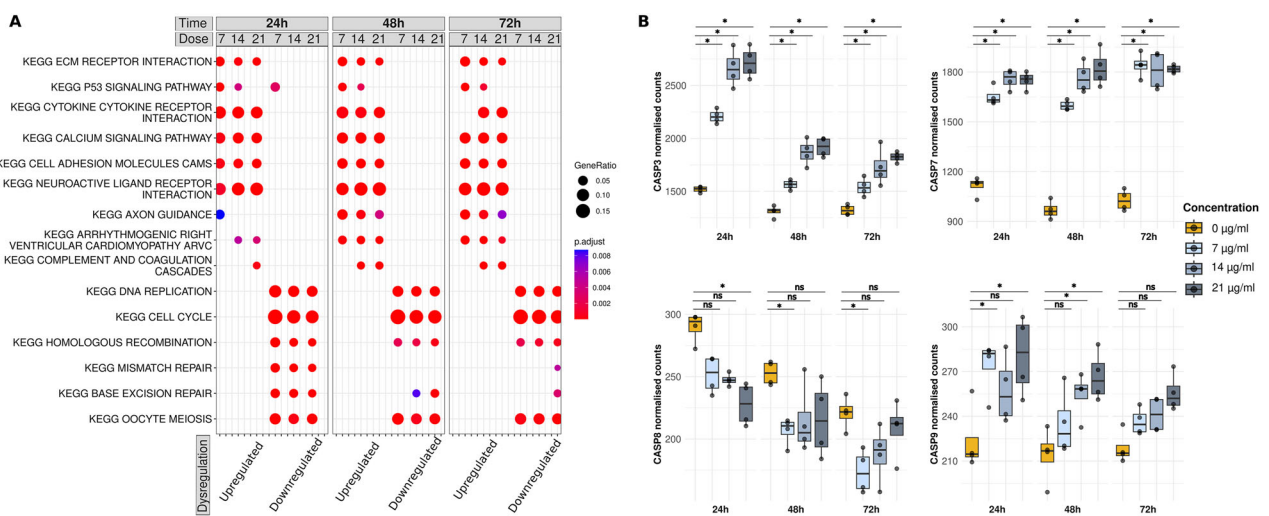 A
Time 24h 48h 72h
Dose 7 14 21 7 14 21 7 14 21 7 14 21 7 14 21 7 14 21
KEGG ECM RECEPTOR INTERACTION
KEGG P53 SIGNALING PATHWAY
KEGG CYTOKINE CYTOKINE RECEPTOR
INTERACTION
KEGG CALCIUM SIGNALING PATHWAY
KEGG CELL ADHESION MOLECULES CAMS
KEGG NEUROACTIVE LIGAND RECEPTOR
INTERACTION
KEGG AXON GUIDANCE
KEGG ARRHYTHMOGENIC RIGHT
VENTRICULAR CARDIOMYOPATHY ARVC
KEGG COMPLEMENT AND COAGULATION
CASCADES
KEGG DNA REPLICATION
KEGG CELL CYCLE
KEGG HOMOLOGOUS RECOMBINATION
KEGG MISMATCH REPAIR
KEGG BASE EXCISION REPAIR
KEGG OOCYTE MEIOSIS
Dysregulation
Upregulated
Downregulated
Upregulated
Downregulated
Upregulated
Downregulated
GeneRatio
0.05
0.10
0.15
p.adjust
0.008
0.006
0.004
0.002
B
CASP3 normalised counts
2500
2000
1500
* * * * * * * * *
24h 48h 72h
CASP7 normalised counts
1800
1500
1200
900
* * * * * * * * *
24h 48h 72h
CASP8 normalised counts
300
250
200
* ns ns
ns ns *
ns ns *
24h 48h 72h
CASP9 normalised counts
300
270
240
210
* ns *
ns * ns
ns ns ns
24h 48h 72h
Concentration
0 µg/ml
7 µg/ml
14 µg/ml
21 µg/ml